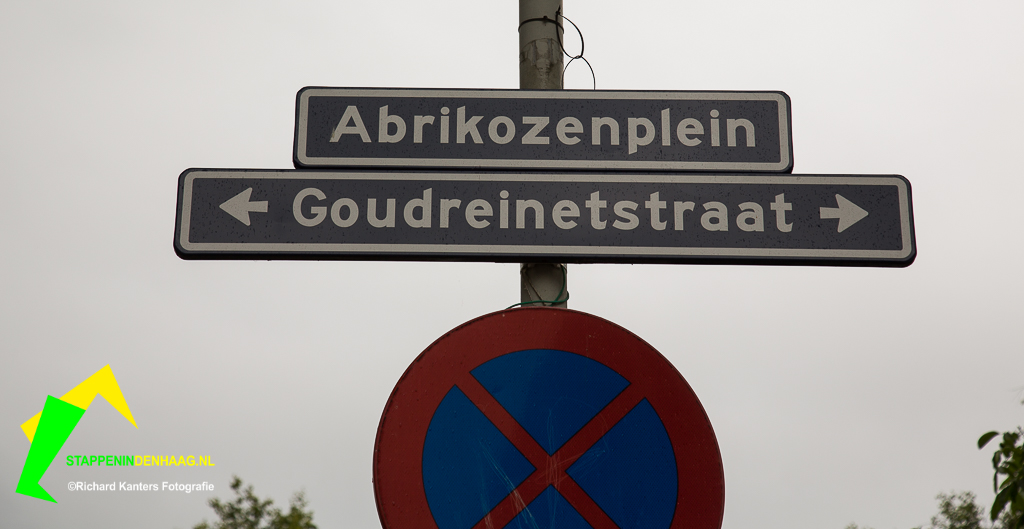 Abrikozenplein
← Goudreinetstraat →
STAPPENINDENHAAG.NL
©Richard Kanters Fotografie